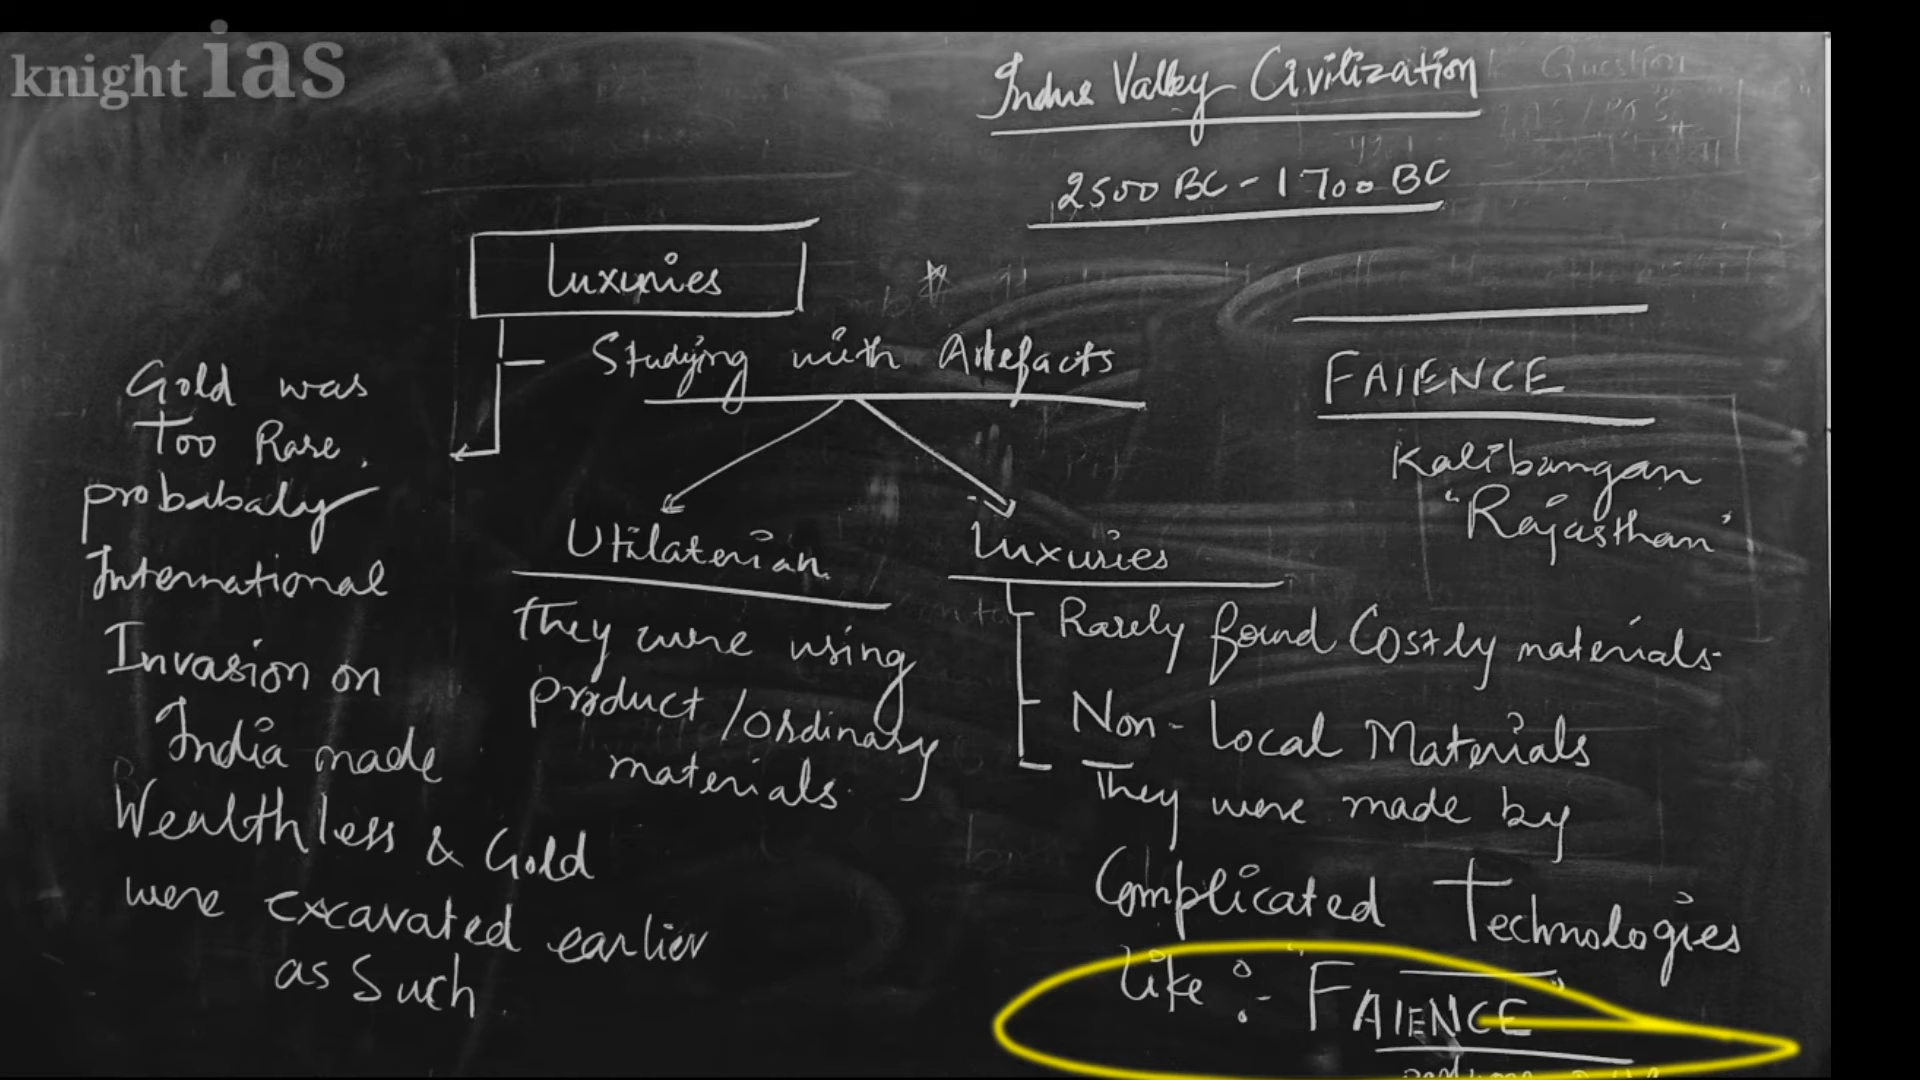 knight ias
Indus Valley Civilization
2500 BC - 1700 BC
Luxuries
Studying with Artefacts
Utilaterian
They were using
product / ordinary
materials.
Luxuries
Rarely found Costly materials-
Non-Local Materials
They were made by
Complicated Technologies
like :- "FAIENCE"
FAIENCE
Kalibangan
"Rajasthan"
Gold was
Too Rare.
probabaly
International
Invasion on
India made
Wealthless & Gold
were excavated earlier
as Such.
Question